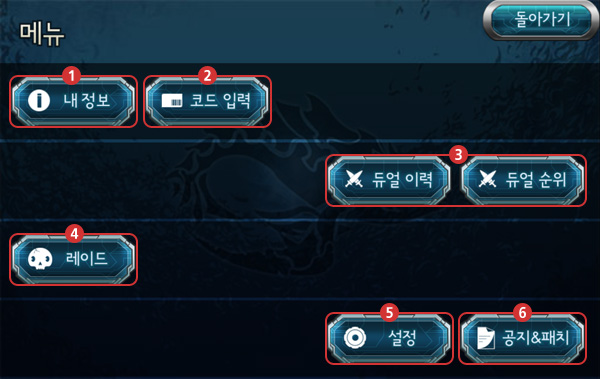 메뉴
돌아가기
1 2
내 정보 코드 입력
3
듀얼 이력 듀얼 순위
4
레이드
5 6
설정 공지&패치